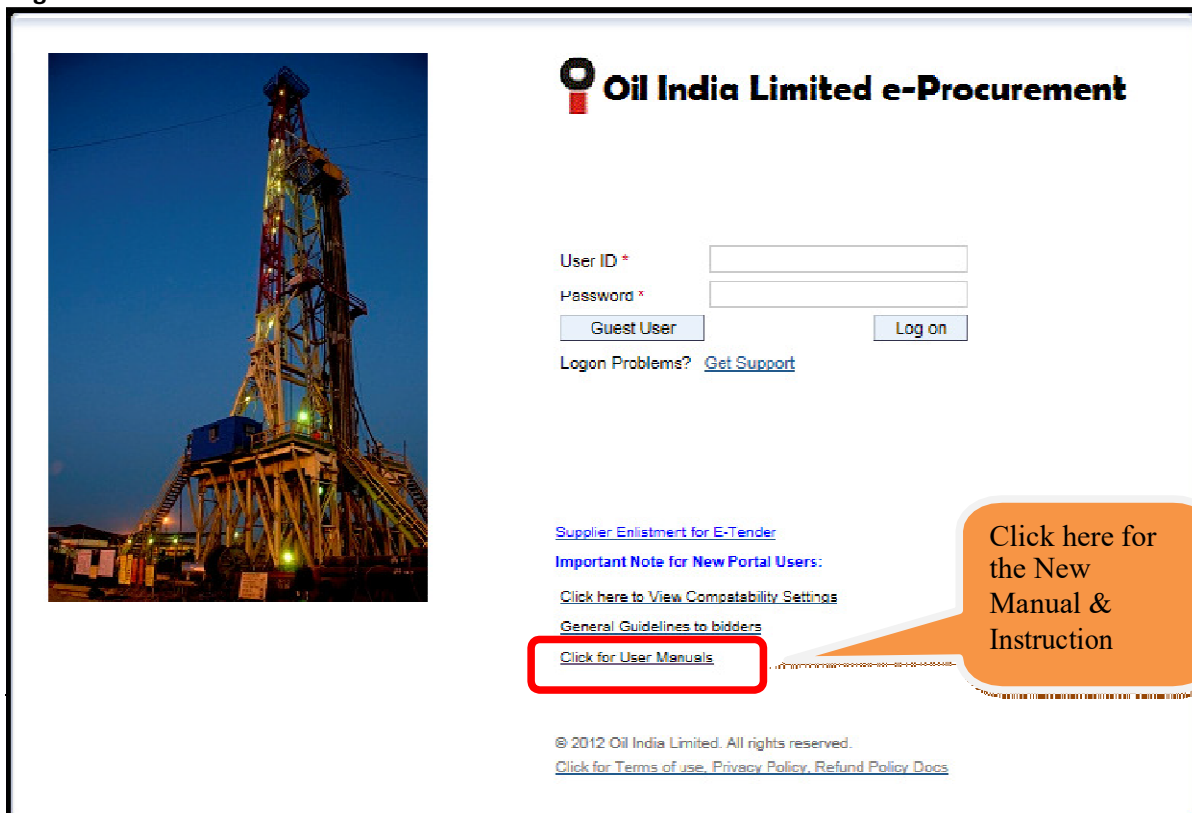 Oil India Limited e-Procurement
User ID *
Password *
Guest User Log on
Logon Problems? Get Support
Supplier Enlistment for E-Tender
Important Note for New Portal Users:
Click here to View Compatability Settings
General Guidelines to bidders
Click for User Manuals
Click here for
the New
Manual &
Instruction
© 2012 Oil India Limited. All rights reserved.
Click for Terms of use, Privacy Policy, Refund Policy Docs